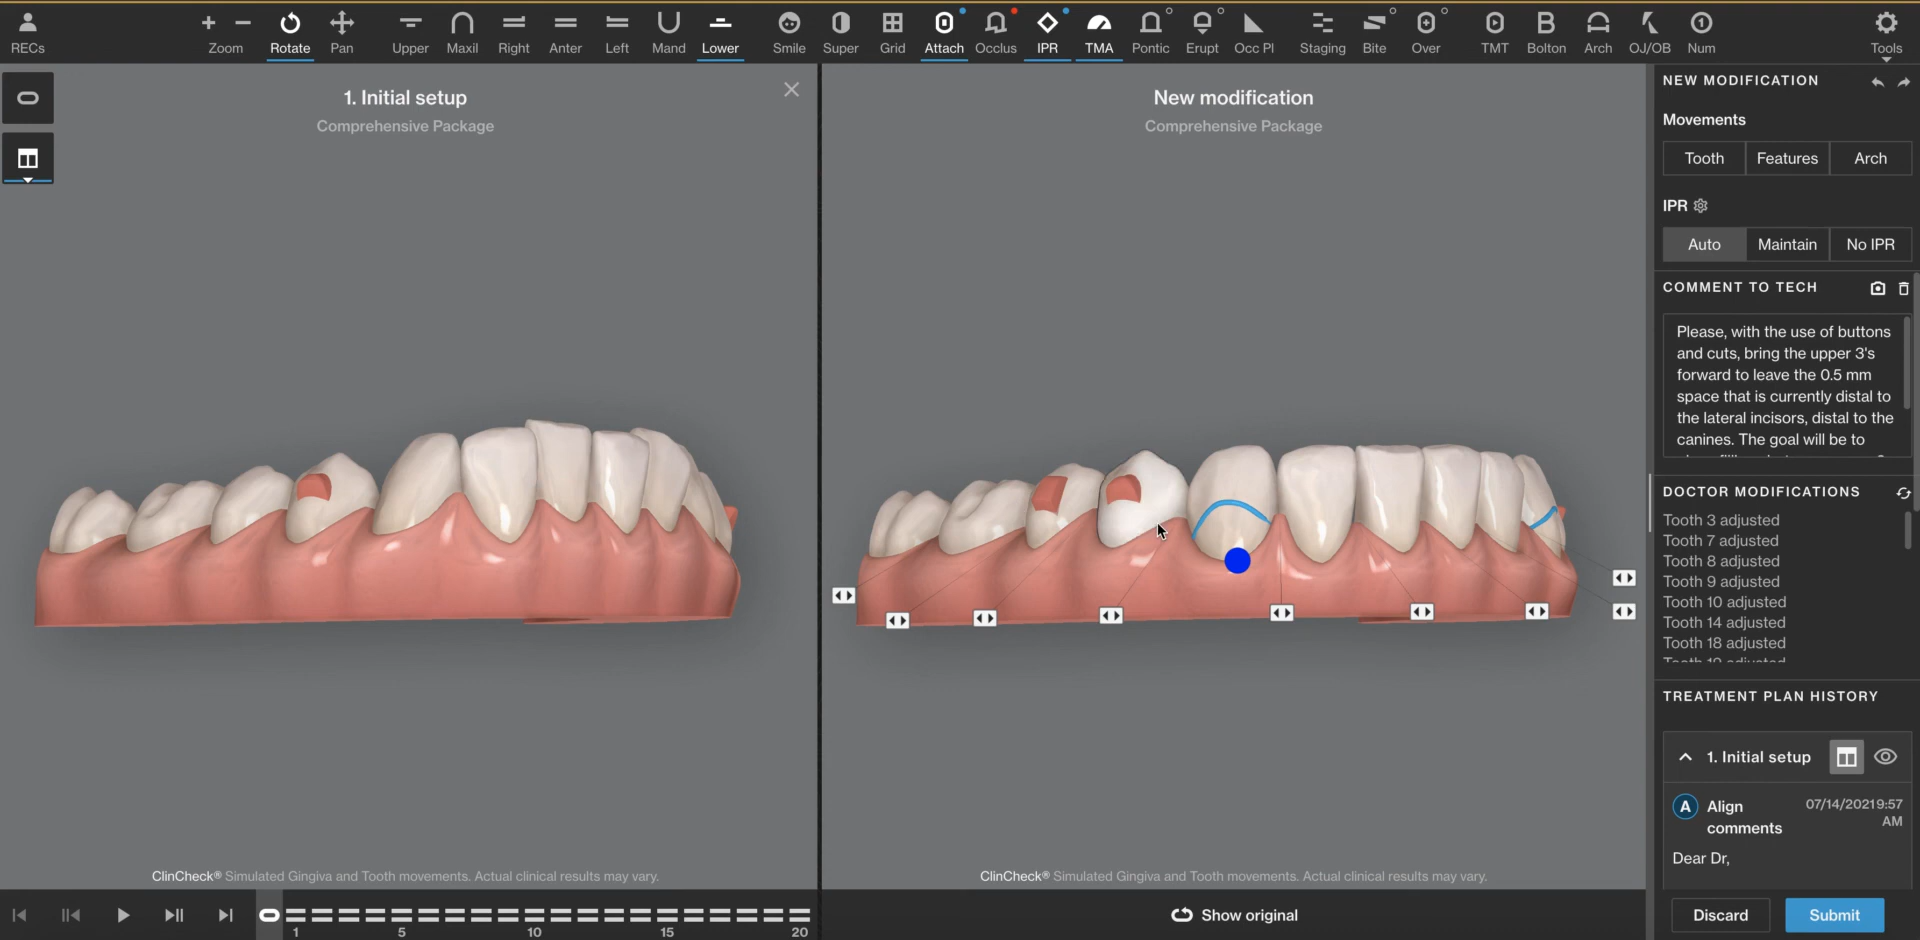 RECs
Zoom
Rotate
Pan
Upper
Maxil
Right
Anter
Left
Mand
Lower
Smile
Super
Grid
Attach
Occlus
IPR
TMA
Pontic
Erupt
Occ Pl
Staging
Bite
Over
TMT
Bolton
Arch
OJ/OB
Num
Tools
1. Initial setup
Comprehensive Package
New modification
Comprehensive Package
NEW MODIFICATION
Movements
Tooth
Features
Arch
IPR
Auto
Maintain
No IPR
COMMENT TO TECH
Please, with the use of buttons
and cuts, bring the upper 3's
forward to leave the 0.5 mm
space that is currently distal to
the lateral incisors, distal to the
canines. The goal will be to
DOCTOR MODIFICATIONS
Tooth 3 adjusted
Tooth 7 adjusted
Tooth 8 adjusted
Tooth 9 adjusted
Tooth 10 adjusted
Tooth 14 adjusted
Tooth 18 adjusted
TREATMENT PLAN HISTORY
1. Initial setup
A
Align
comments
07/14/20219:57
AM
Dear Dr,
ClinCheck® Simulated Gingiva and Tooth movements. Actual clinical results may vary.
ClinCheck® Simulated Gingiva and Tooth movements. Actual clinical results may vary.
1
5
10
15
20
Show original
Discard
Submit